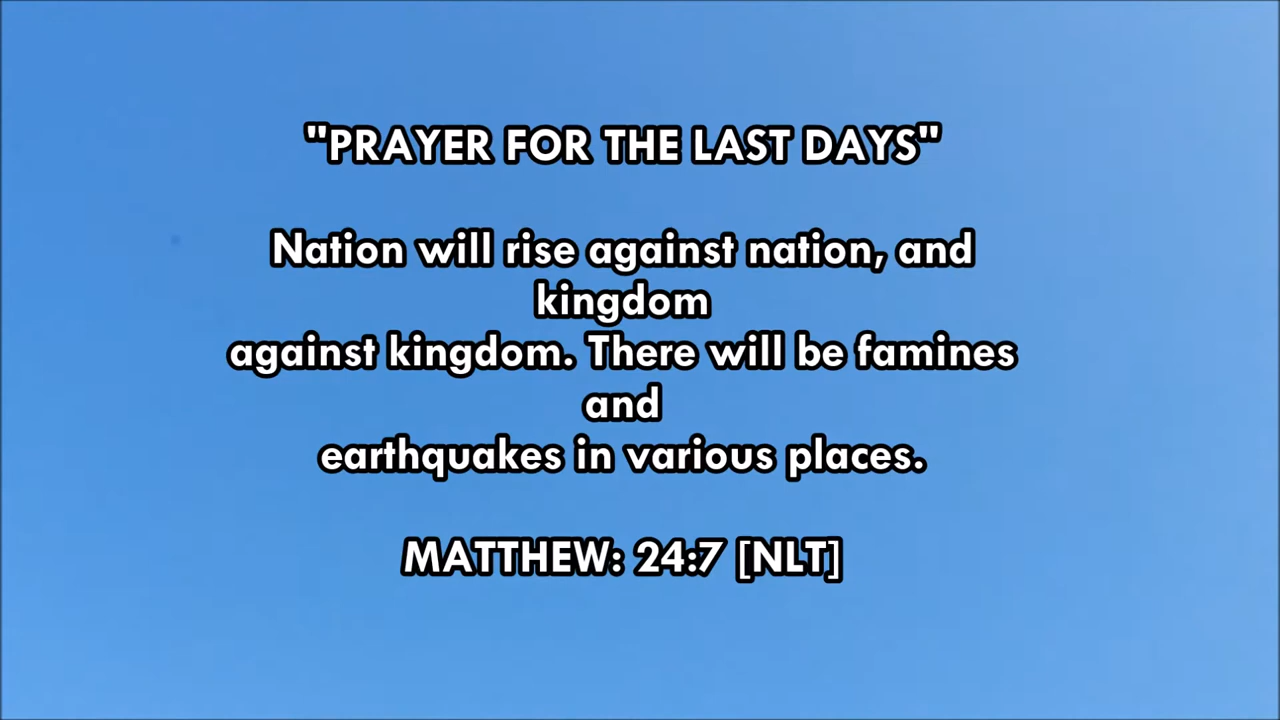 "PRAYER FOR THE LAST DAYS"
Nation will rise against nation, and
kingdom
against kingdom. There will be famines
and
earthquakes in various places.
MATTHEW: 24:7 [NLT]